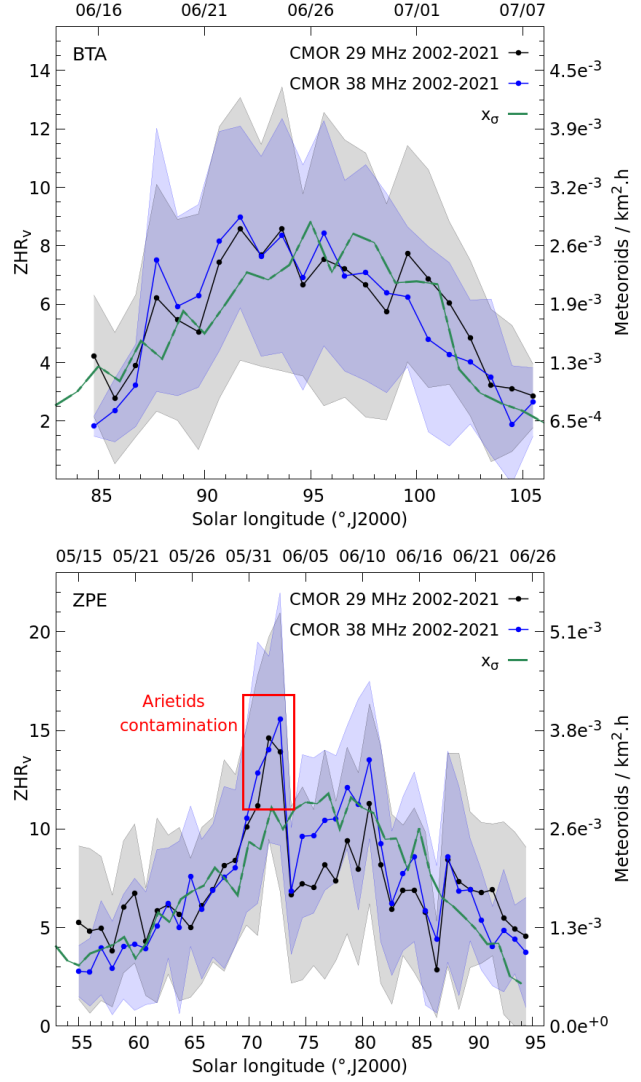 06/16 06/21 06/26 07/01 07/07
BTA
CMOR 29 MHz 2002-2021
CMOR 38 MHz 2002-2021
xσ
14
12
10
8
6
4
2
ZHRv
4.5e-3
3.9e-3
3.2e-3
2.6e-3
1.9e-3
1.3e-3
6.5e-4
Meteoroids / km².h
85 90 95 100 105
Solar longitude (°,J2000)
05/15 05/21 05/26 05/31 06/05 06/10 06/16 06/21 06/26
ZPE
CMOR 29 MHz 2002-2021
CMOR 38 MHz 2002-2021
xσ
Arietids
contamination
20
15
10
5
0
ZHRv
5.1e-3
3.8e-3
2.6e-3
1.3e-3
0.0e+0
Meteoroids / km².h
55 60 65 70 75 80 85 90 95
Solar longitude (°,J2000)